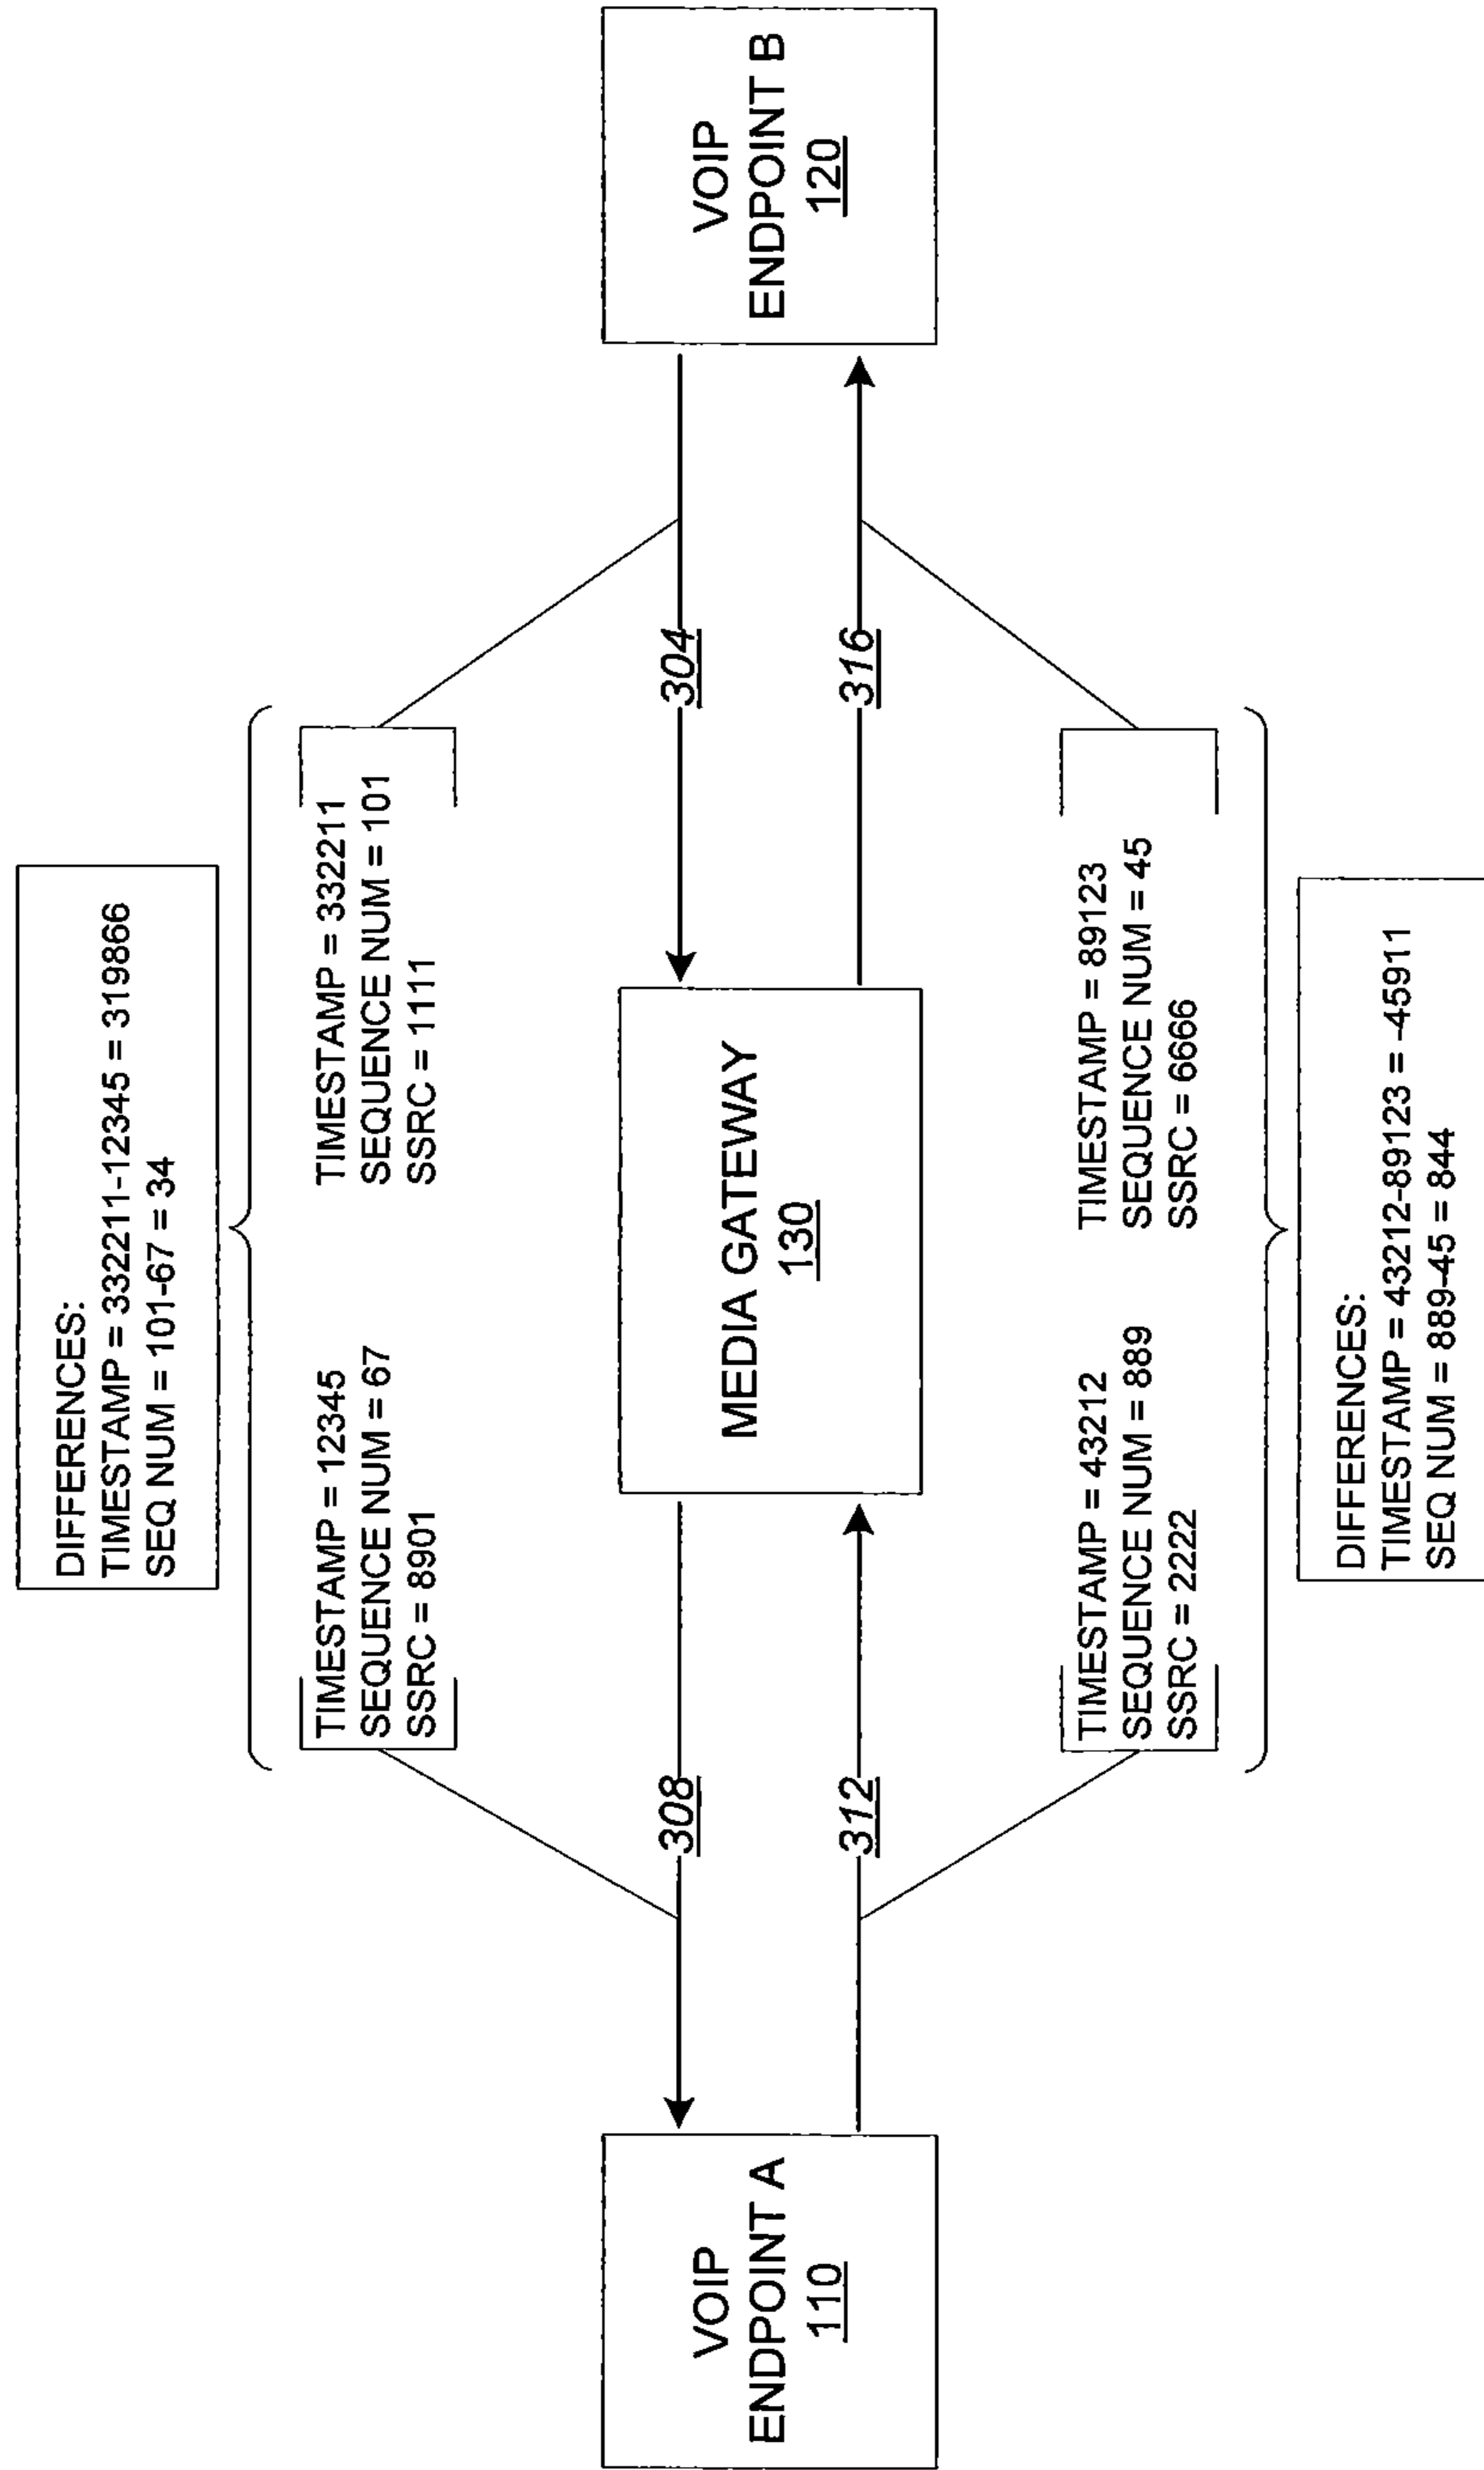 DIFFERENCES:
TIMESTAMP = 332211-12345 = 319866
SEQ NUM = 101-67 = 34
TIMESTAMP = 12345
SEQUENCE NUM = 67
SSRC = 8901
TIMESTAMP = 332211
SEQUENCE NUM = 101
SSRC = 1111
VOIP
ENDPOINT A
110
308
312
MEDIA GATEWAY
130
304
316
VOIP
ENDPOINT B
120
TIMESTAMP = 43212
SEQUENCE NUM = 889
SSRC = 2222
TIMESTAMP = 89123
SEQUENCE NUM = 45
SSRC = 6666
DIFFERENCES:
TIMESTAMP = 43212-89123 = -45911
SEQ NUM = 889-45 = 844